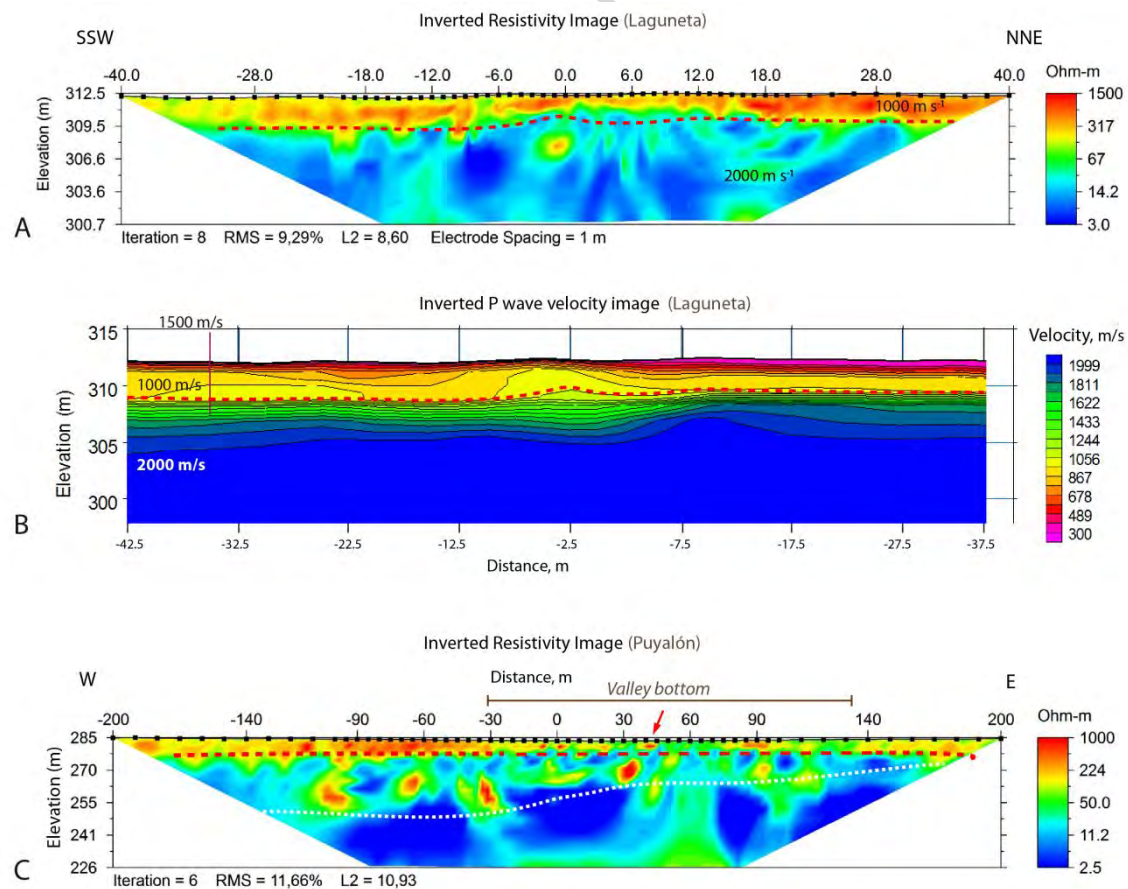 Inverted Resistivity Image (Laguneta)
SSW NNE
-40.0 -28.0 -18.0 -12.0 -6.0 0.0 6.0 12.0 18.0 28.0 40.0
Ohm-m
312.5 1000 m s-1 1500
309.5 317
306.6 67
303.6 2000 m s-1 14.2
300.7 3.0
Elevation (m)
A
Iteration = 8 RMS = 9,29% L2 = 8,60 Electrode Spacing = 1 m
Inverted P wave velocity image (Laguneta)
315 1500 m/s
Velocity, m/s
310 1000 m/s
305
2000 m/s
300
Elevation (m)
1999
1811
1622
1433
1244
1056
867
678
489
300
B
-42.5 -32.5 -22.5 -12.5 -2.5 -7.5 -17.5 -27.5 -37.5
Distance, m
Inverted Resistivity Image (Puyalón)
W Distance, m Valley bottom E
-200 -140 -90 -60 -30 0 30 60 90 140 200
Ohm-m
285 1000
270 224
255 50.0
241 11.2
226 2.5
Elevation (m)
C
Iteration = 6 RMS = 11,66% L2 = 10,93